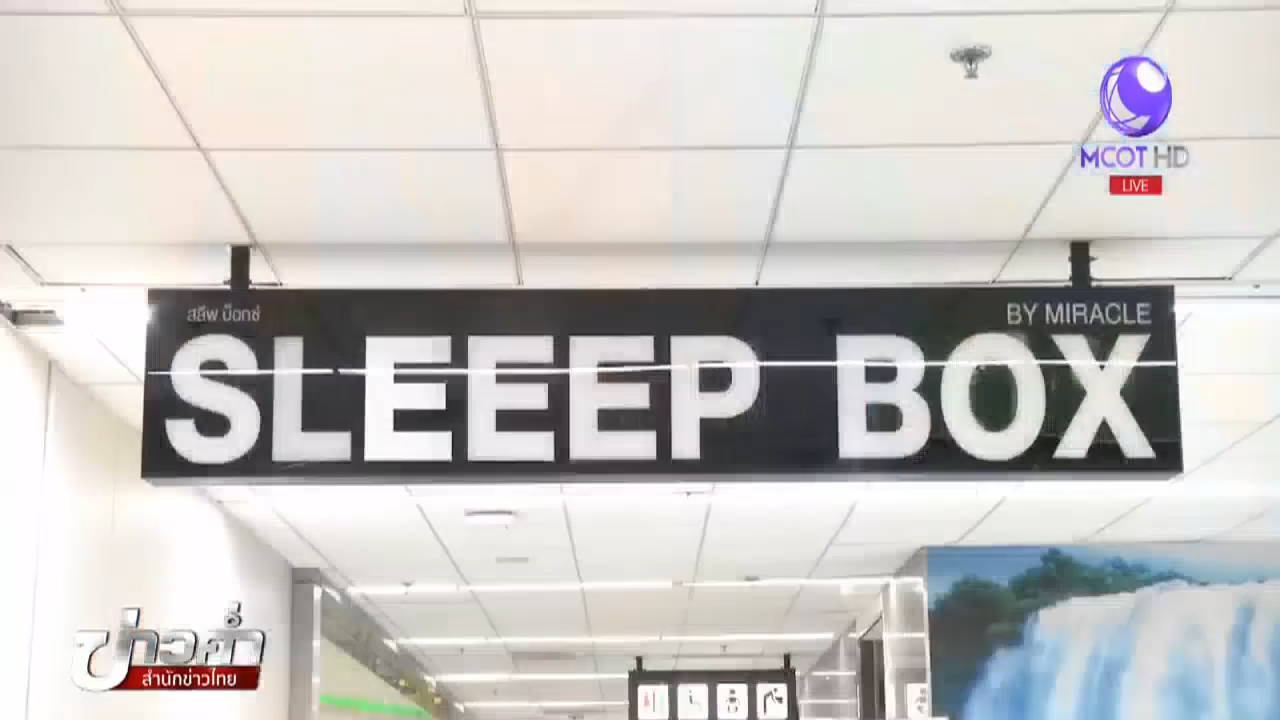 MCOT HD
LIVE
สลีพ บ็อกซ์
BY MIRACLE
SLEEEP BOX
ข่าวค่ำ
สำนักข่าวไทย